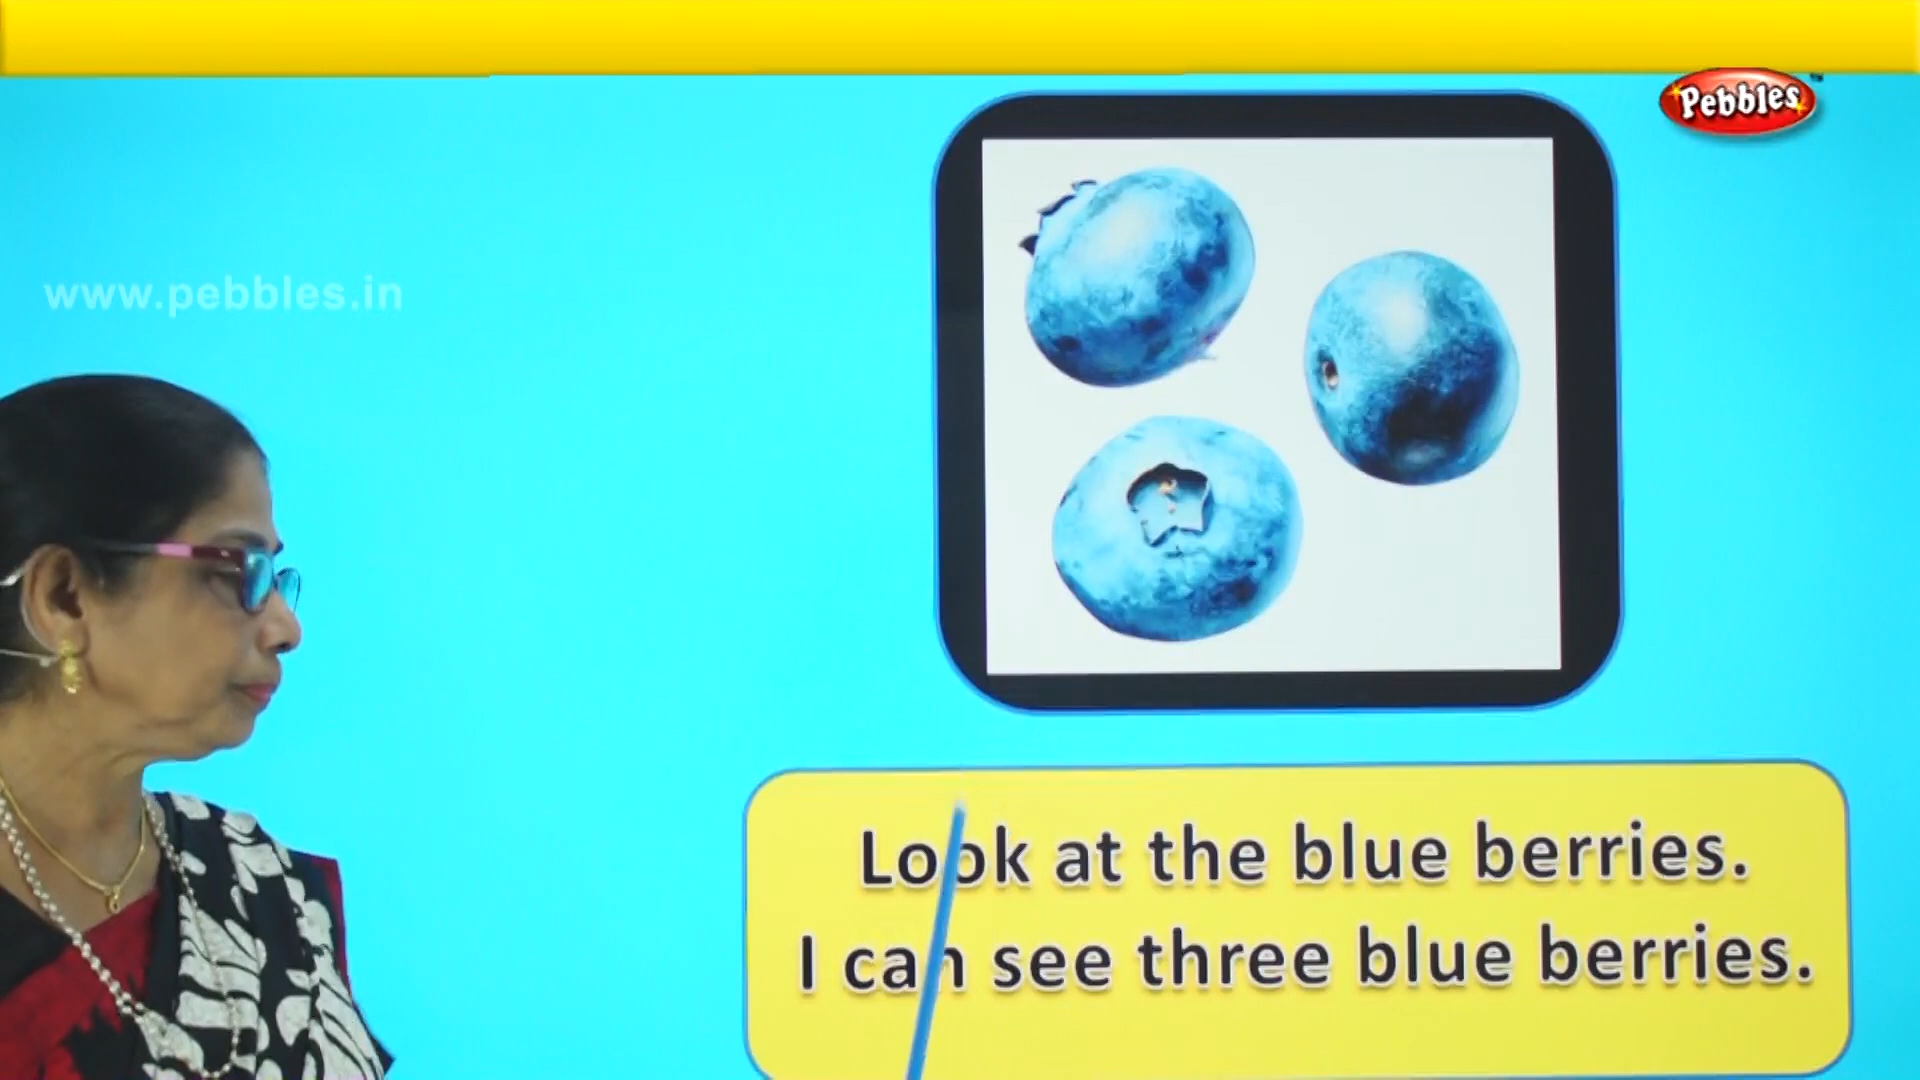 Pebbles
www.pebbles.in
Look at the blue berries.
I can see three blue berries.